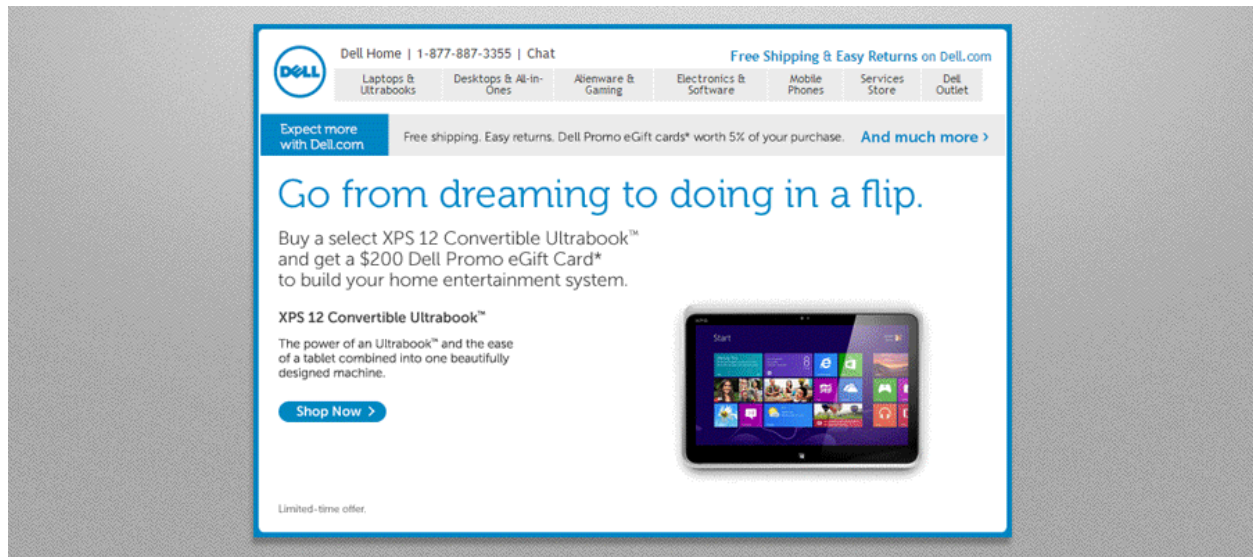 DELL
Dell Home | 1-877-887-3355 | Chat
Free Shipping & Easy Returns on Dell.com
Laptops &
Ultrabooks
Desktops & All-in-
Ones
Alienware &
Gaming
Electronics &
Software
Mobile
Phones
Services
Store
Dell
Outlet
Expect more
with Dell.com
Free shipping. Easy returns. Dell Promo eGift cards* worth 5% of your purchase.
And much more >
Go from dreaming to doing in a flip.
Buy a select XPS 12 Convertible Ultrabook™
and get a $200 Dell Promo eGift Card*
to build your home entertainment system.
XPS 12 Convertible Ultrabook™
The power of an Ultrabook™ and the ease
of a tablet combined into one beautifully
designed machine.
Shop Now >
Start
8
Limited-time offer.